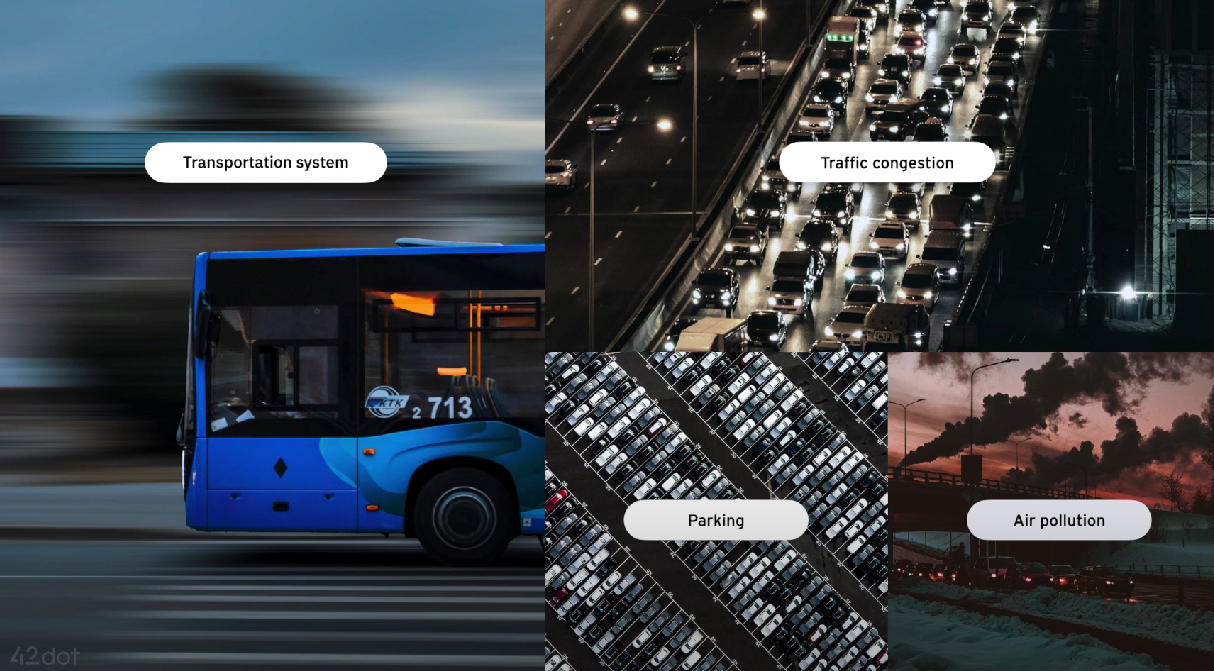 Transportation system
Traffic congestion
KTK 2 713
Parking
Air pollution
42dot